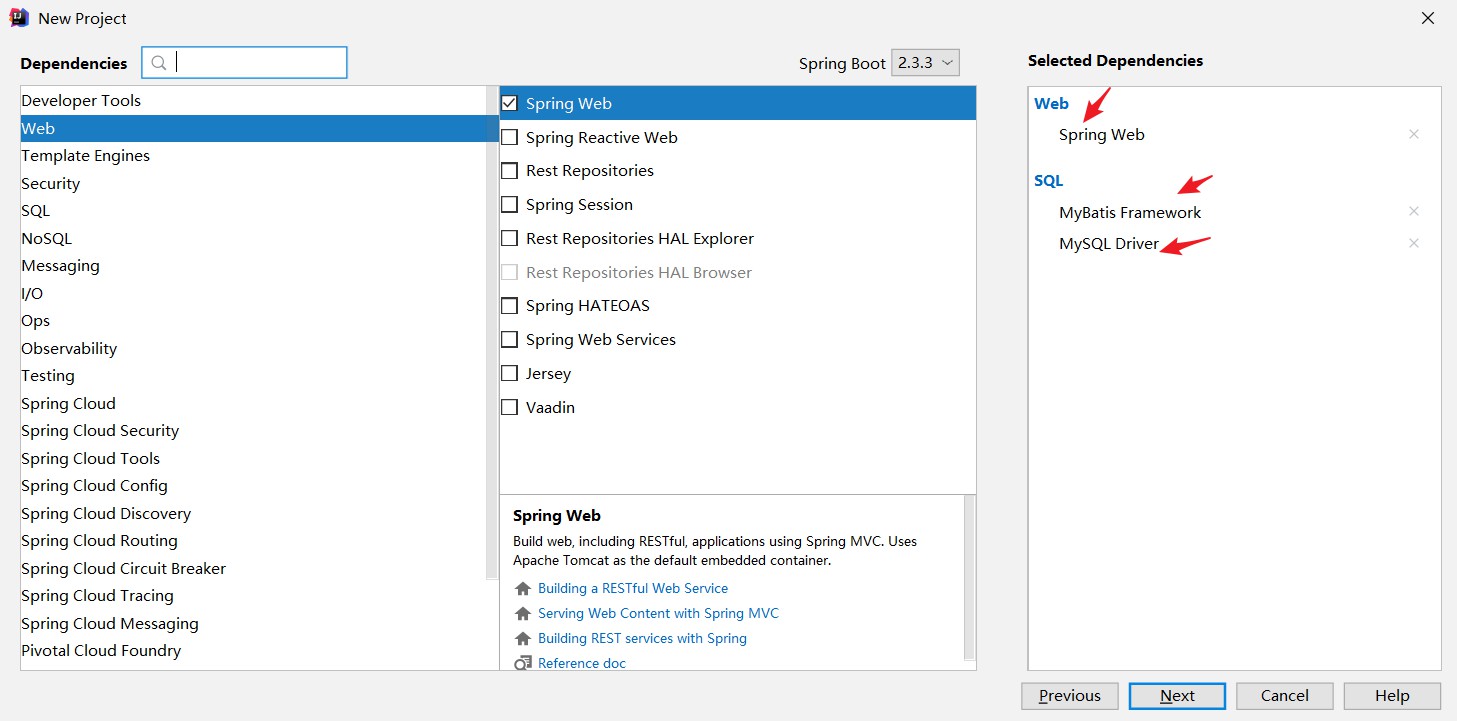 New Project
Dependencies
Spring Boot 2.3.3
Selected Dependencies
Developer Tools
Web
Template Engines
Security
SQL
NoSQL
Messaging
I/O
Ops
Observability
Testing
Spring Cloud
Spring Cloud Security
Spring Cloud Tools
Spring Cloud Config
Spring Cloud Discovery
Spring Cloud Routing
Spring Cloud Circuit Breaker
Spring Cloud Tracing
Spring Cloud Messaging
Pivotal Cloud Foundry
Spring Web
Spring Reactive Web
Rest Repositories
Spring Session
Rest Repositories HAL Explorer
Rest Repositories HAL Browser
Spring HATEOAS
Spring Web Services
Jersey
Vaadin
Spring Web
Build web, including RESTful, applications using Spring MVC. Uses
Apache Tomcat as the default embedded container.
Building a RESTful Web Service
Serving Web Content with Spring MVC
Building REST services with Spring
Reference doc
Web
Spring Web
SQL
MyBatis Framework
MySQL Driver
Previous
Next
Cancel
Help